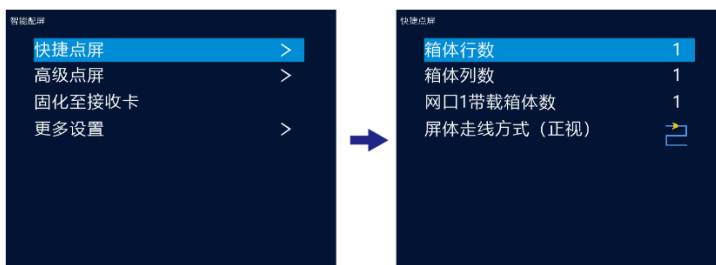 智能配屏
快捷点屏 >
高级点屏 >
固化至接收卡
更多设置 >
快捷点屏
箱体行数 1
箱体列数 1
网口1带载箱体数 1
屏体走线方式（正视）